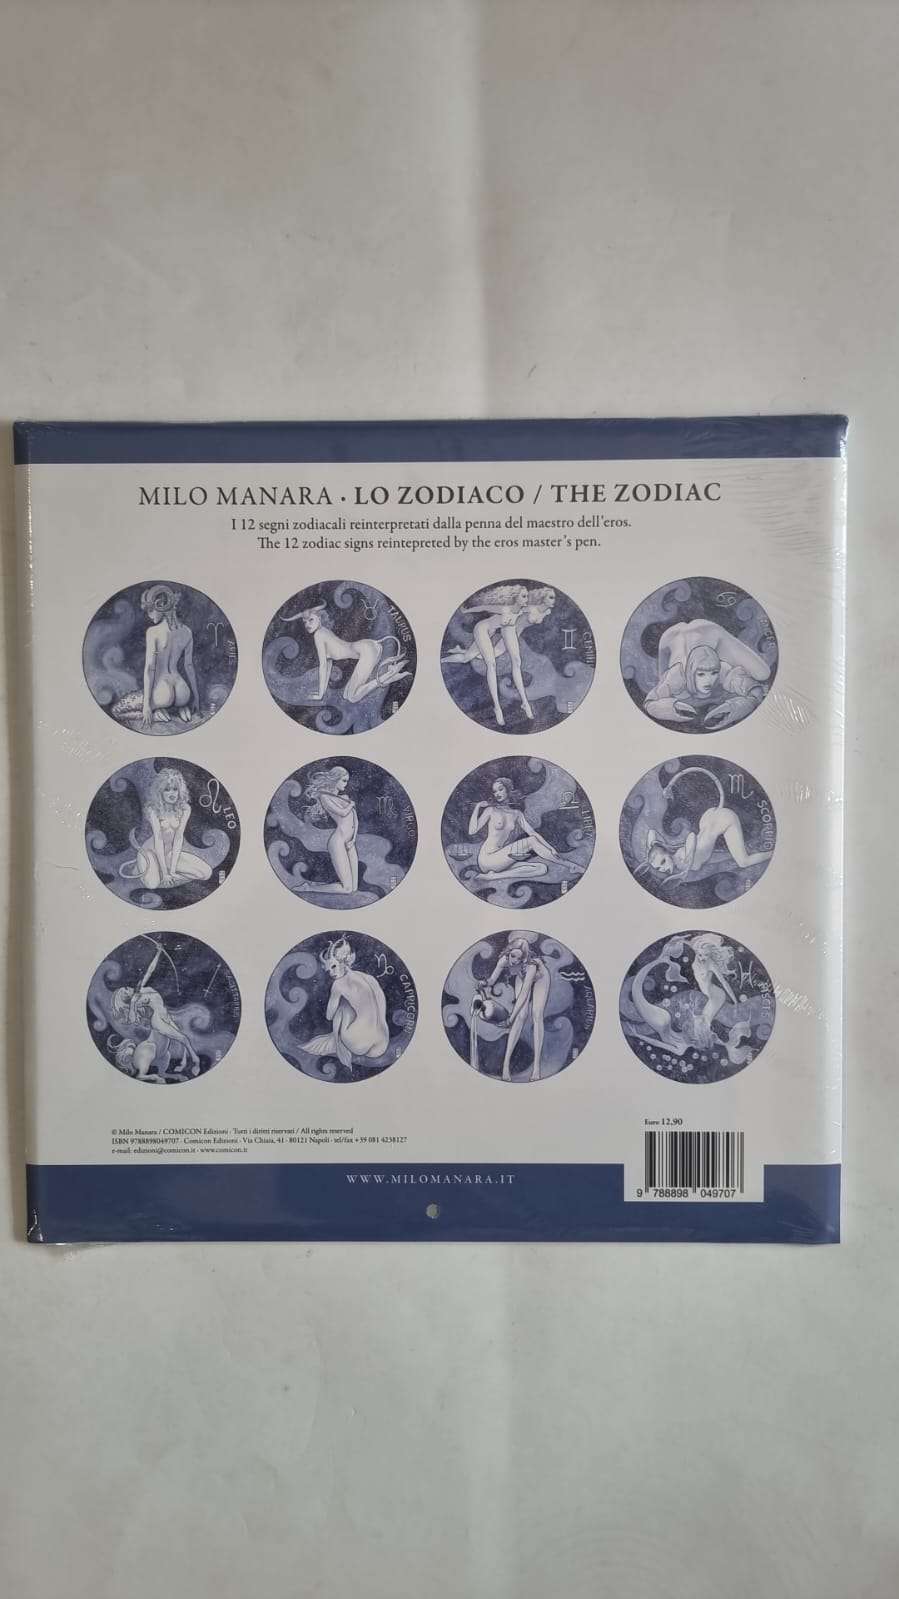 MILO MANARA · LO ZODIACO / THE ZODIAC
I 12 segni zodiacali reinterpretati dalla penna del maestro dell'eros.
The 12 zodiac signs reintepreted by the eros master's pen.
ARIES
TAURUS
GEMINI
CANCER
LEO
VIRGO
LIBRA
SCORPIO
CAPRICORN
AQUARIUS
PISCES
© Milo Manara / COMICON Edizioni · Tutti i diritti riservati / All rights reserved
ISBN 9788898049707 · Comicon Edizioni · Via Chiaia, 41 · 80121 Napoli · tel/fax +39 081 4238127
e-mail: edizioni@comicon.it · www.comicon.it
Euro 12,90
9 788898 049707
WWW.MILOMANARA.IT